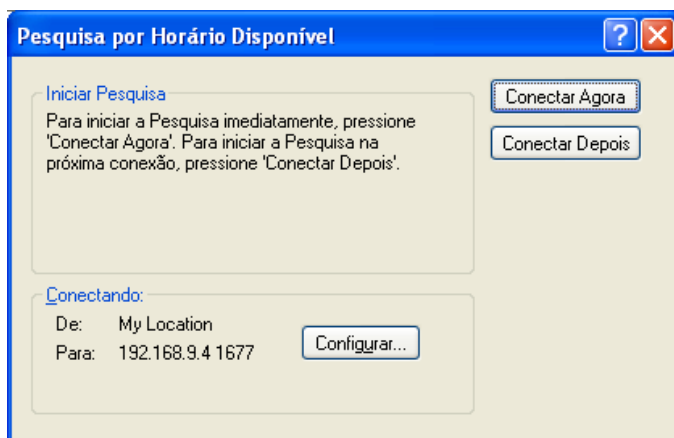 Pesquisa por Horário Disponível
?
Iniciar Pesquisa
Para iniciar a Pesquisa imediatamente, pressione
'Conectar Agora'. Para iniciar a Pesquisa na
próxima conexão, pressione 'Conectar Depois'.
Conectar Agora
Conectar Depois
Conectando:
De: My Location
Para: 192.168.9.4 1677
Configurar...